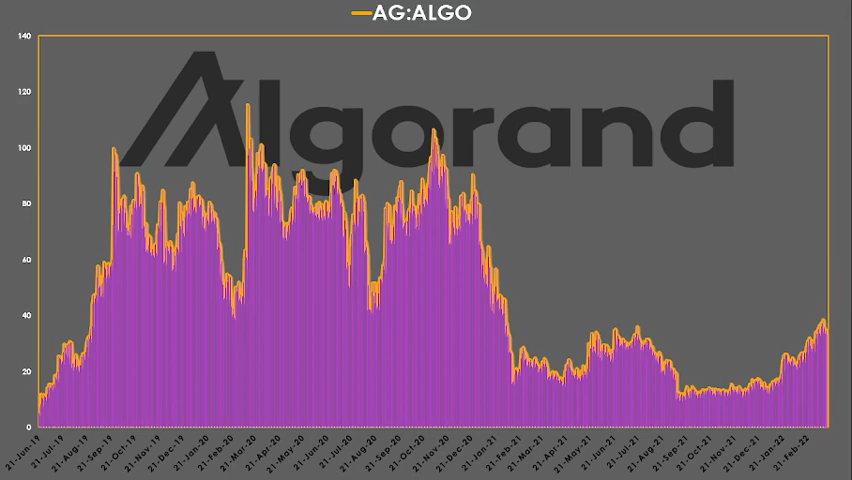 AG:ALGO
Algorand
140
120
100
80
60
40
20
0
21-Jun-19
21-Jul-19
21-Aug-19
21-Sep-19
21-Oct-19
21-Nov-19
21-Dec-19
21-Jan-20
21-Feb-20
21-Mar-20
21-Apr-20
21-May-20
21-Jun-20
21-Jul-20
21-Aug-20
21-Sep-20
21-Oct-20
21-Nov-20
21-Dec-20
21-Jan-21
21-Feb-21
21-Mar-21
21-Apr-21
21-May-21
21-Jun-21
21-Jul-21
21-Aug-21
21-Sep-21
21-Oct-21
21-Nov-21
21-Dec-21
21-Jan-22
21-Feb-22